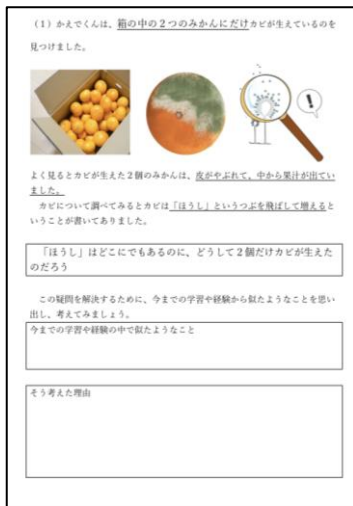 （1）かえでくんは、箱の中の２つのみかんにだけカビが生えているのを
見つけました。
よく見るとカビが生えた２個のみかんは、皮がやぶれて、中から果汁が出てい
ました。
カビについて調べてみるとカビは「ほうし」というつぶを飛ばして増えると
いうことが書いてありました。
「ほうし」はどこにでもあるのに、どうして２個だけカビが生えた
のだろう
この疑問を解決するために、今までの学習や経験から似たようなことを思い
出し、考えてみましょう。
今までの学習や経験の中で似たようなこと
そう考えた理由